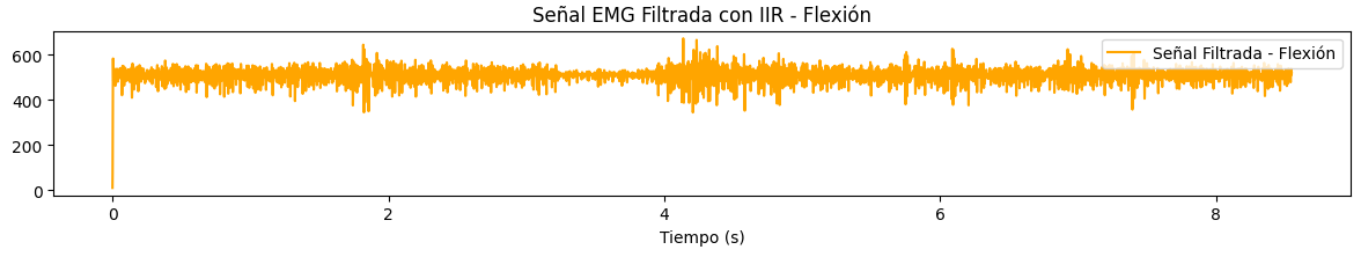 Señal EMG Filtrada con IIR - Flexión
Señal Filtrada - Flexión
600
400
200
0
0 2 4 6 8
Tiempo (s)